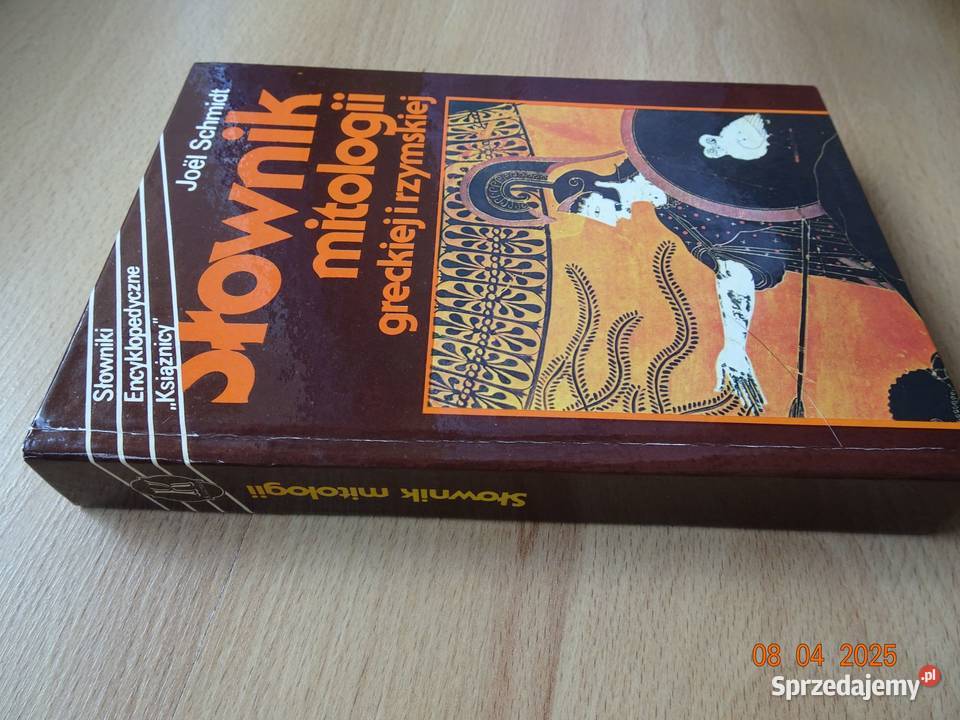 Joël Schmidt
Słownik
mitologii
greckiej i rzymskiej
Słowniki
Encyklopedyczne
„Książnicy”
Słownik mitologii
08 04 2025
Sprzedajemy.pl